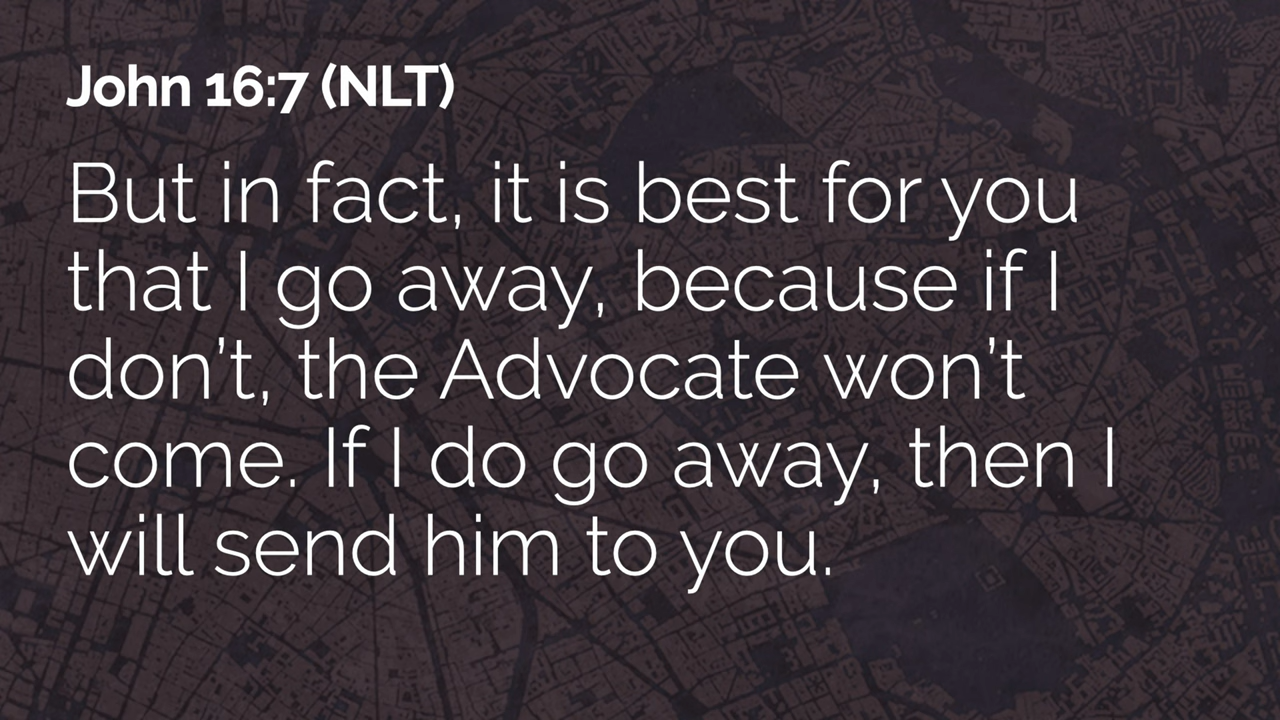 John 16:7 (NLT)
But in fact, it is best for you
that I go away, because if I
don’t, the Advocate won’t
come. If I do go away, then I
will send him to you.